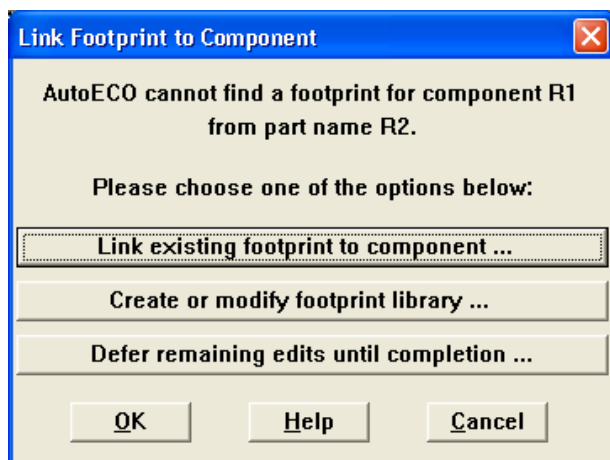 Link Footprint to Component
AutoECO cannot find a footprint for component R1
from part name R2.
Please choose one of the options below:
Link existing footprint to component ...
Create or modify footprint library ...
Defer remaining edits until completion ...
OK Help Cancel